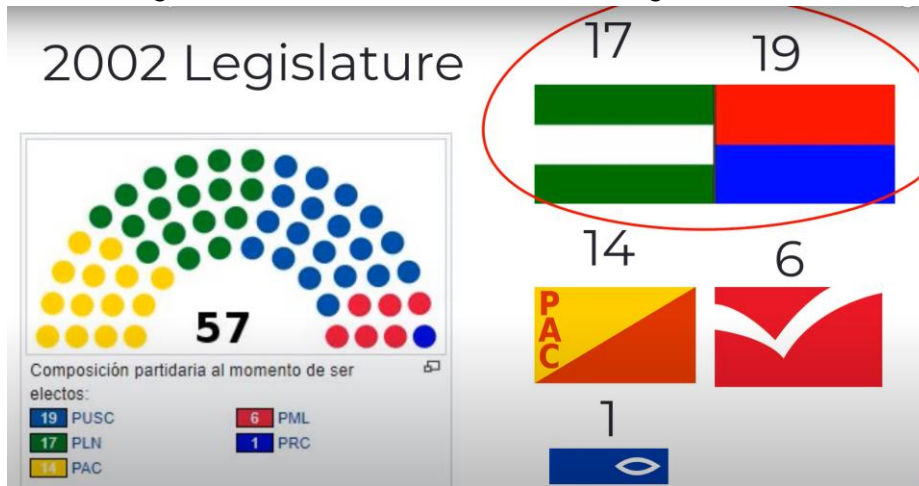 2002 Legislature
17
19
57
Composición partidaria al momento de ser
electos:
19 PUSC
6 PML
17 PLN
1 PRC
14 PAC
14
6
PAC
1